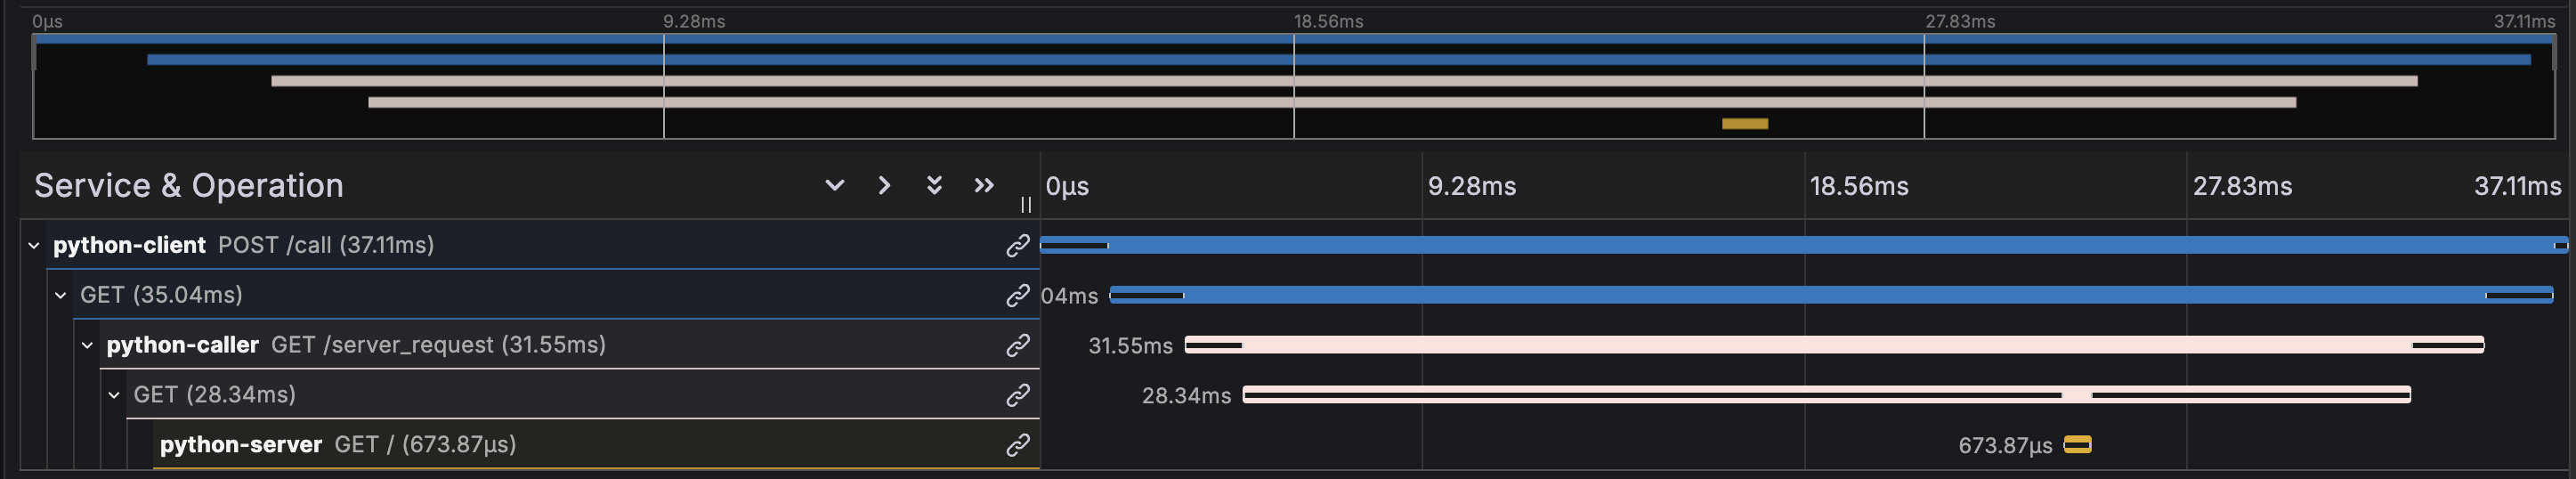 0μs 9.28ms 18.56ms 27.83ms 37.11ms
Service & Operation 0μs 9.28ms 18.56ms 27.83ms 37.11ms
python-client POST /call (37.11ms)
GET (35.04ms) 04ms
python-caller GET /server_request (31.55ms) 31.55ms
GET (28.34ms) 28.34ms
python-server GET / (673.87μs) 673.87μs